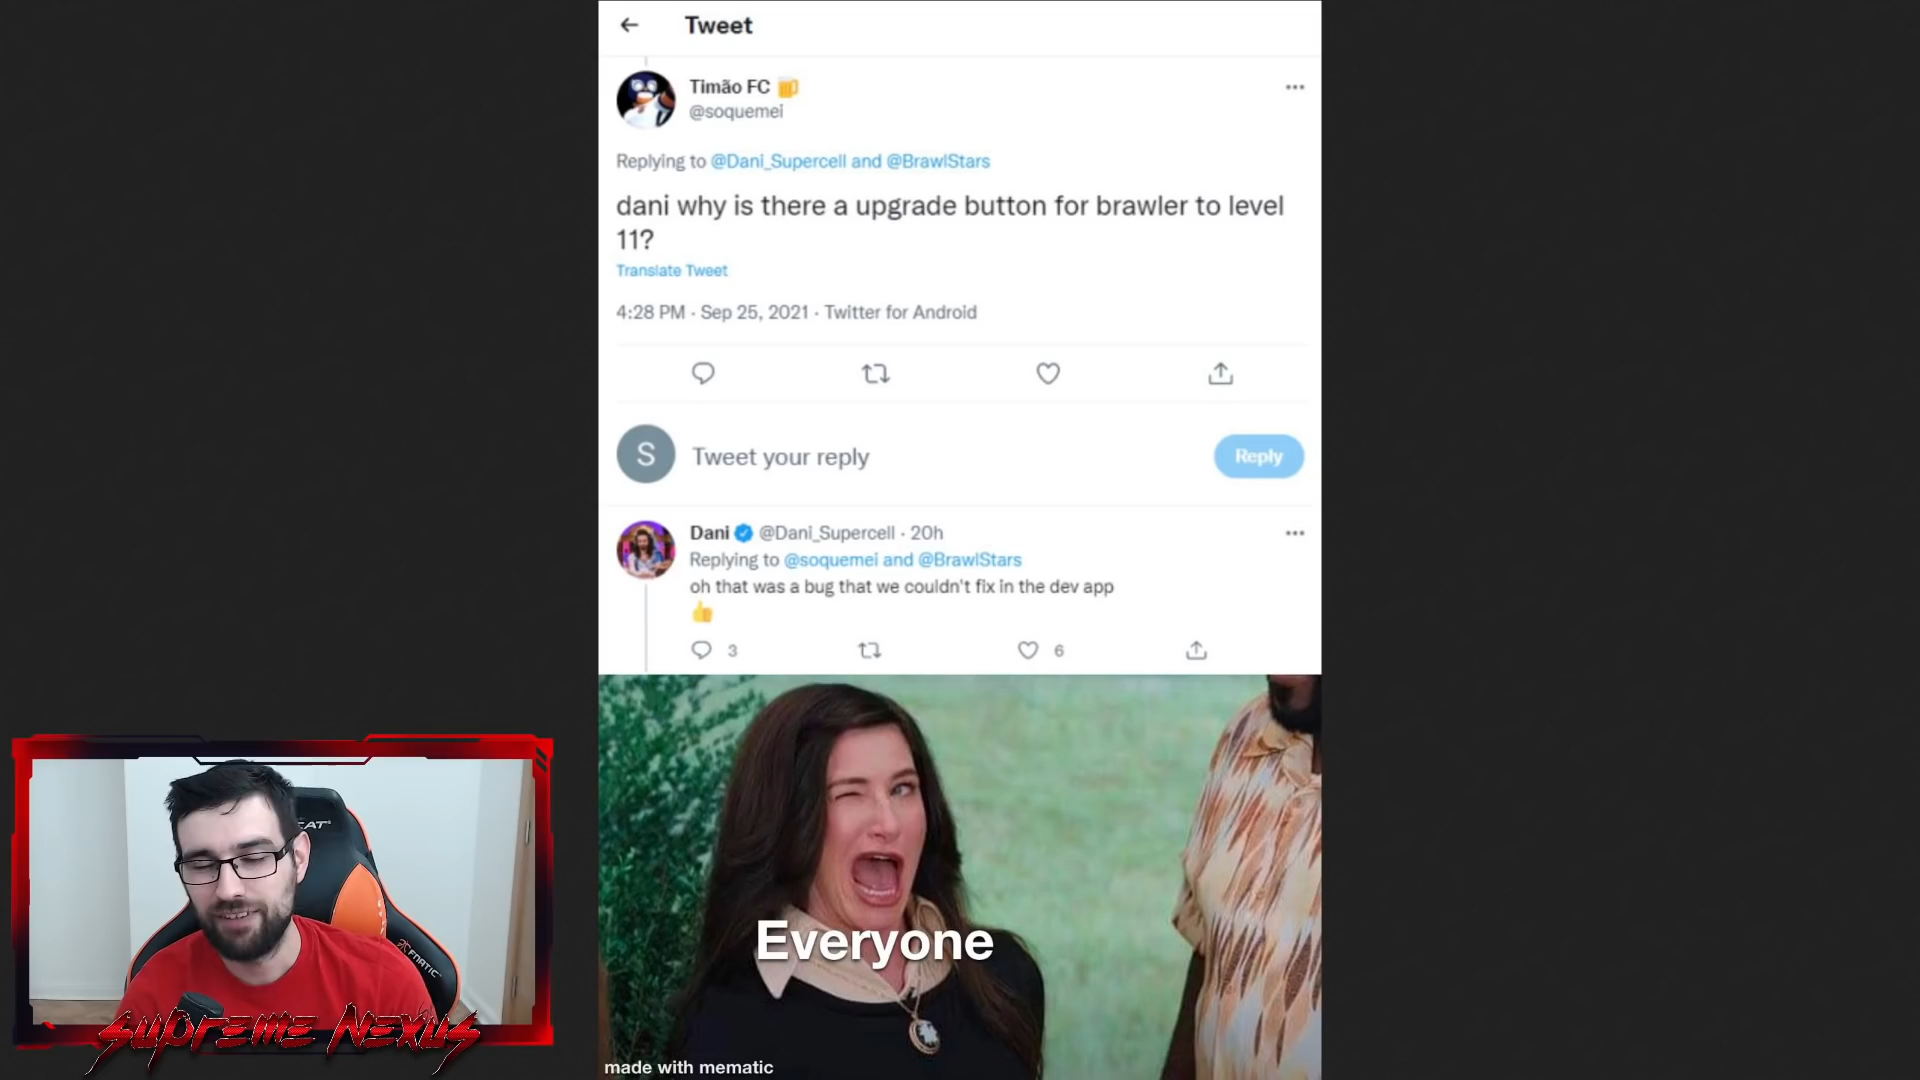 Tweet
Timão FC 🍺
@soquemei
Replying to @Dani_Supercell and @BrawlStars
dani why is there a upgrade button for brawler to level
11?
Translate Tweet
4:28 PM · Sep 25, 2021 · Twitter for Android
S
Tweet your reply
Reply
Dani @Dani_Supercell · 20h
Replying to @soquemei and @BrawlStars
oh that was a bug that we couldn't fix in the dev app
👍
3
6
Everyone
made with mematic
FNATIC
SUPREME NEXUS